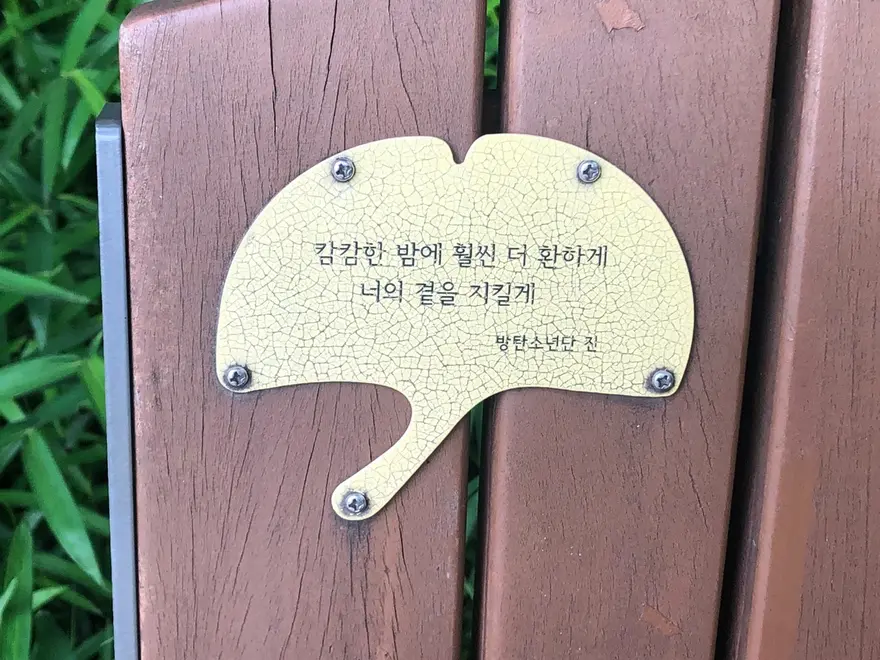 캄캄한 밤에 훨씬 더 환하게
너의 곁을 지킬게
방탄소년단 진